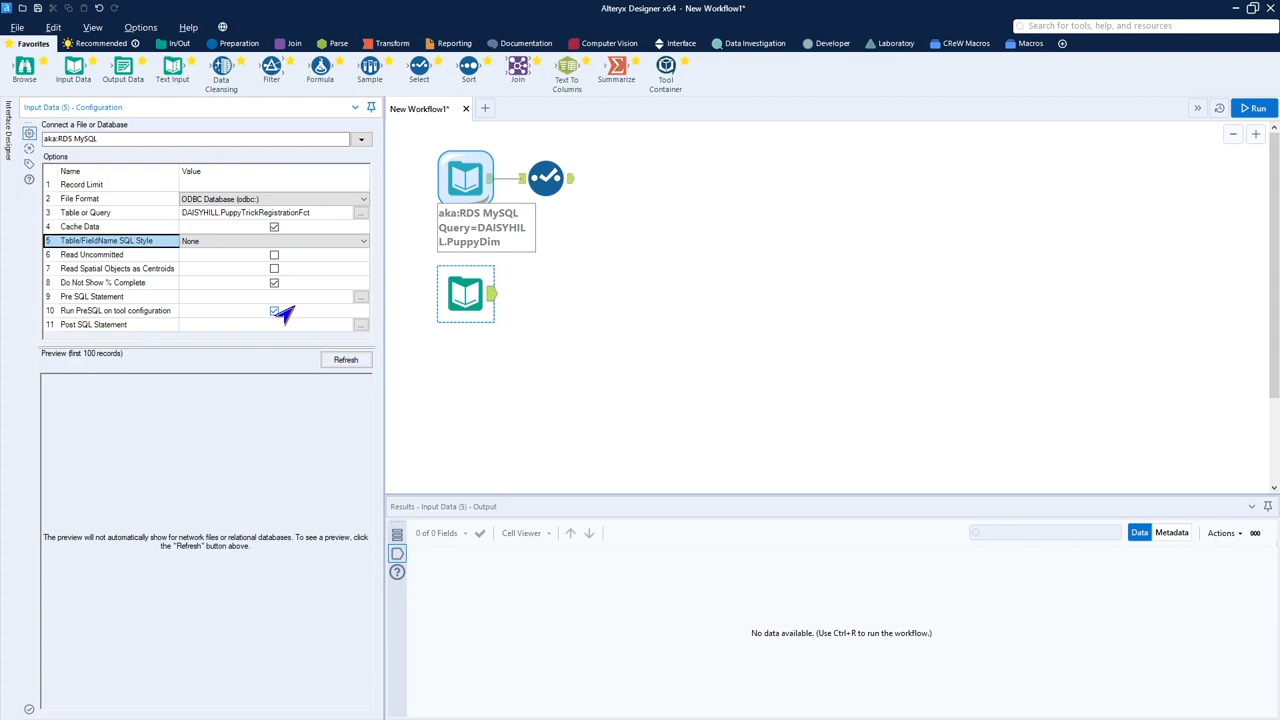 Alteryx Designer x64 - New Workflow1*
File Edit View Options Help
Search for tools, help, and resources
Favorites Recommended In/Out Preparation Join Parse Transform Reporting Documentation Computer Vision Interface Data Investigation Developer Laboratory CReW Macros Macros
Browse Input Data Output Data Text Input Data Cleansing Filter Formula Sample Select Sort Join Text To Columns Summarize Tool Container
Interface Designer
Input Data (5) - Configuration
New Workflow1*
Run
Connect a File or Database
aka:RDS MySQL
Options
Name Value
1 Record Limit
2 File Format ODBC Database (odbc:)
3 Table or Query DAISYHILL.PuppyTrickRegistrationFct ...
4 Cache Data
5 Table/FieldName SQL Style None
6 Read Uncommitted
7 Read Spatial Objects as Centroids
8 Do Not Show % Complete
9 Pre SQL Statement ...
10 Run PreSQL on tool configuration
11 Post SQL Statement ...
Preview (first 100 records)
Refresh
The preview will not automatically show for network files or relational databases. To see a preview, click
the "Refresh" button above.
aka:RDS MySQL
Query=DAISYHIL
L.PuppyDim
Results - Input Data (5) - Output
0 of 0 Fields Cell Viewer Data Metadata Actions 000
No data available. (Use Ctrl+R to run the workflow.)